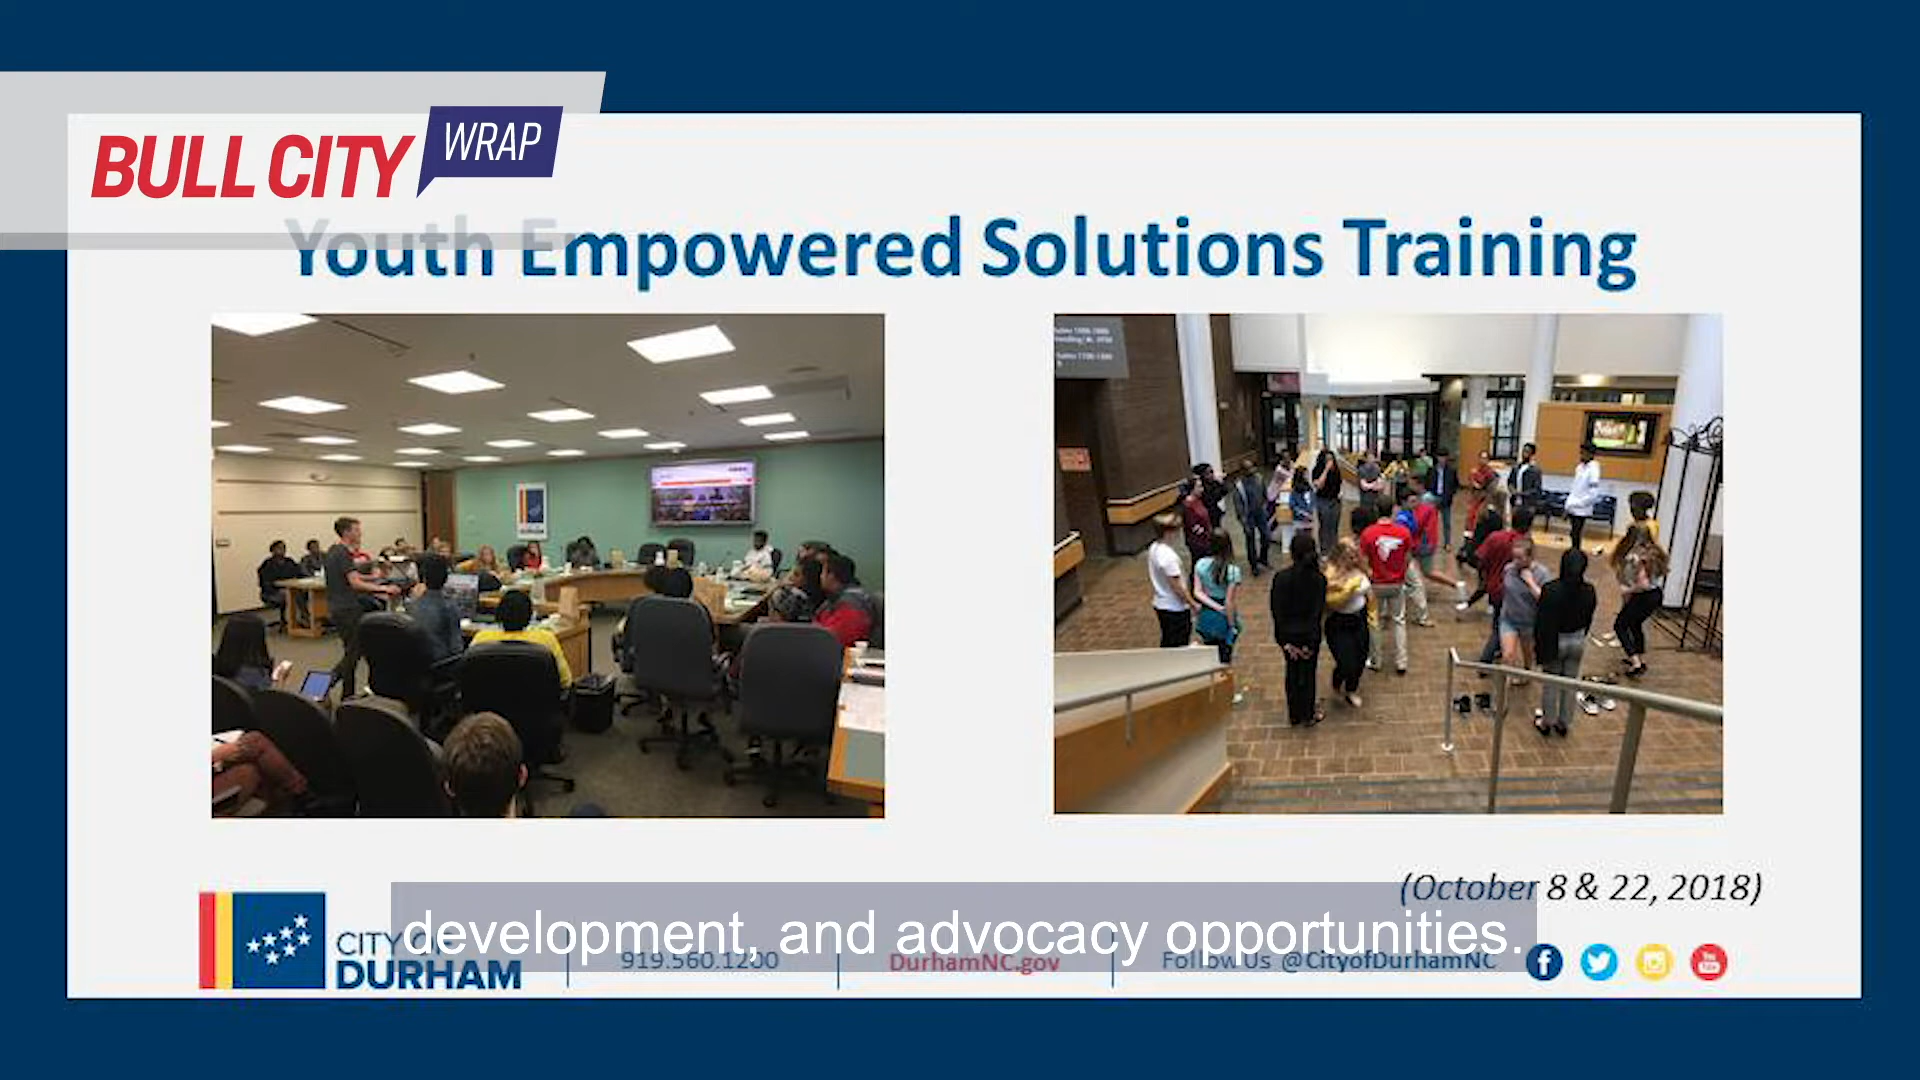 BULL CITY
WRAP
Youth Empowered Solutions Training
(October 8 & 22, 2018)
development, and advocacy opportunities.
CITY OF
DURHAM
919.560.1200
DurhamNC.gov
Follow Us @CityofDurhamNC